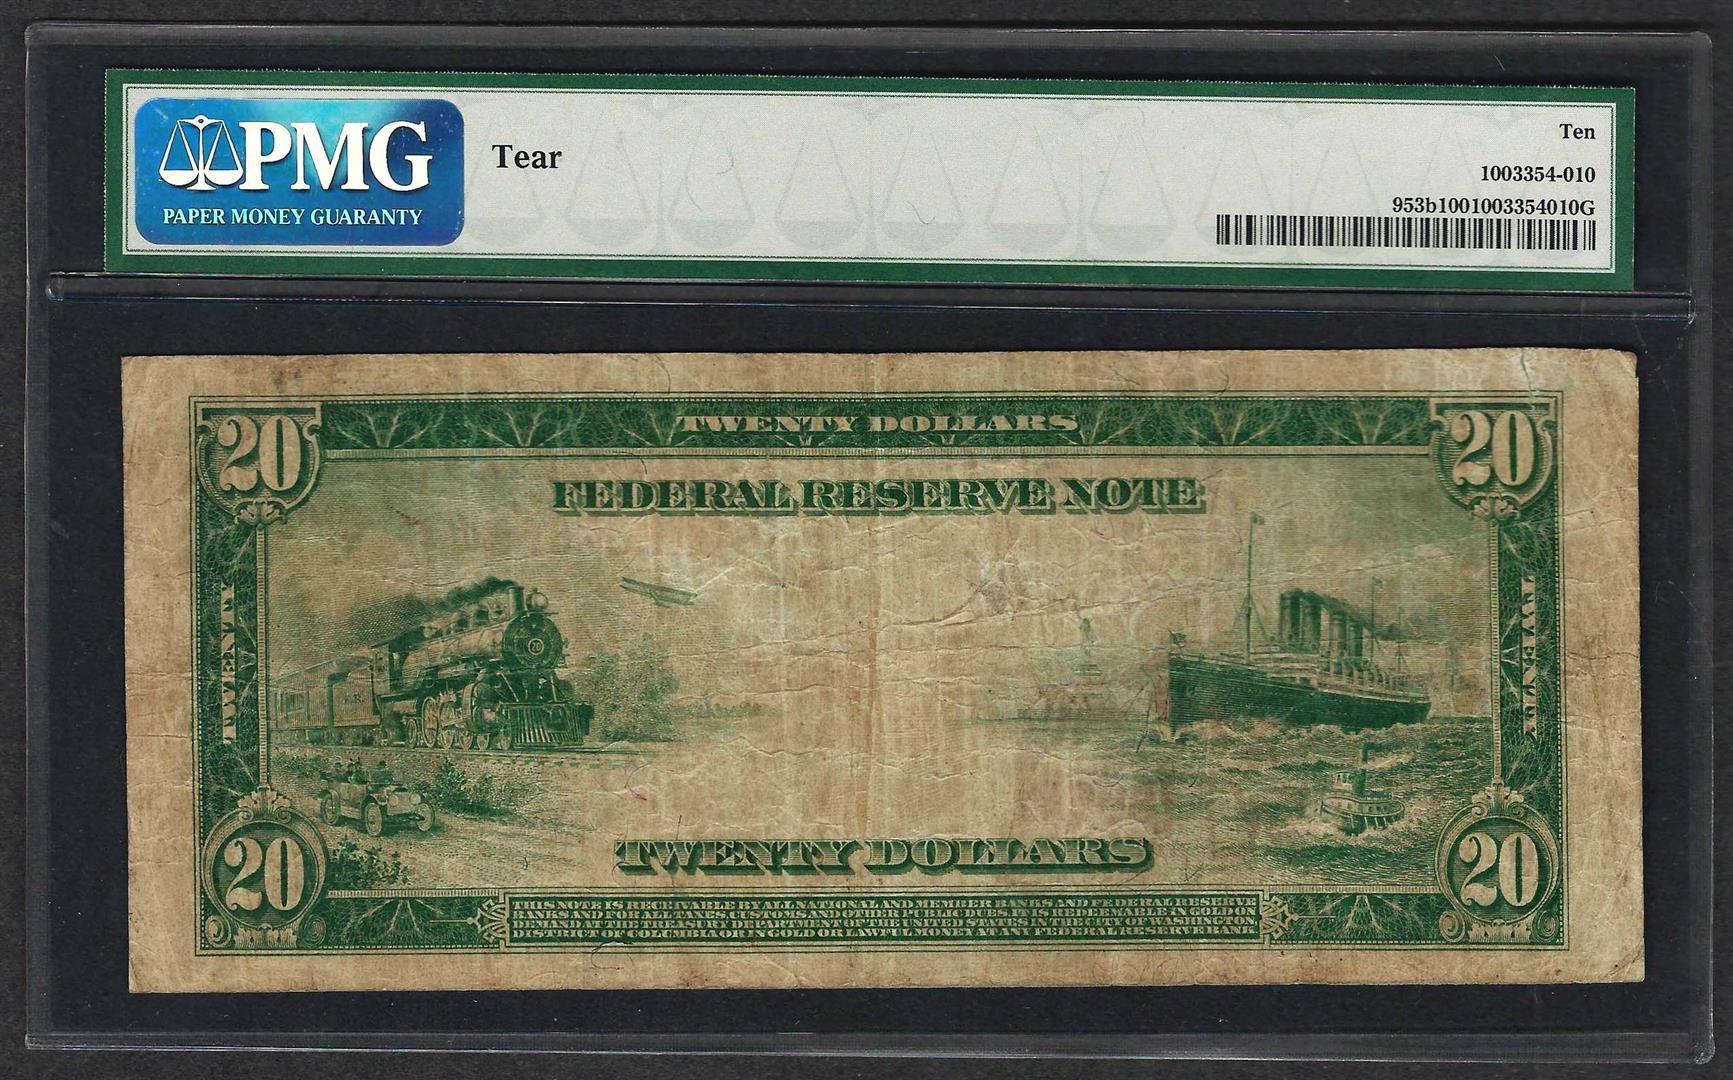 PMG
PAPER MONEY GUARANTY
Tear
Ten
1003354-010
953b1001003354010G
20
TWENTY DOLLARS
20
FEDERAL RESERVE NOTE
TWENTY
TWENTY
20
20
TWENTY DOLLARS
20
THIS NOTE IS RECEIVABLE BY ALL NATIONAL AND MEMBER BANKS AND FEDERAL RESERVE
BANKS AND FOR ALL TAXES, CUSTOMS AND OTHER PUBLIC DUES. IT IS REDEEMABLE IN GOLD ON
DEMAND AT THE TREASURY DEPARTMENT OF THE UNITED STATES IN THE CITY OF WASHINGTON,
DISTRICT OF COLUMBIA OR IN GOLD OR LAWFUL MONEY AT ANY FEDERAL RESERVE BANK.